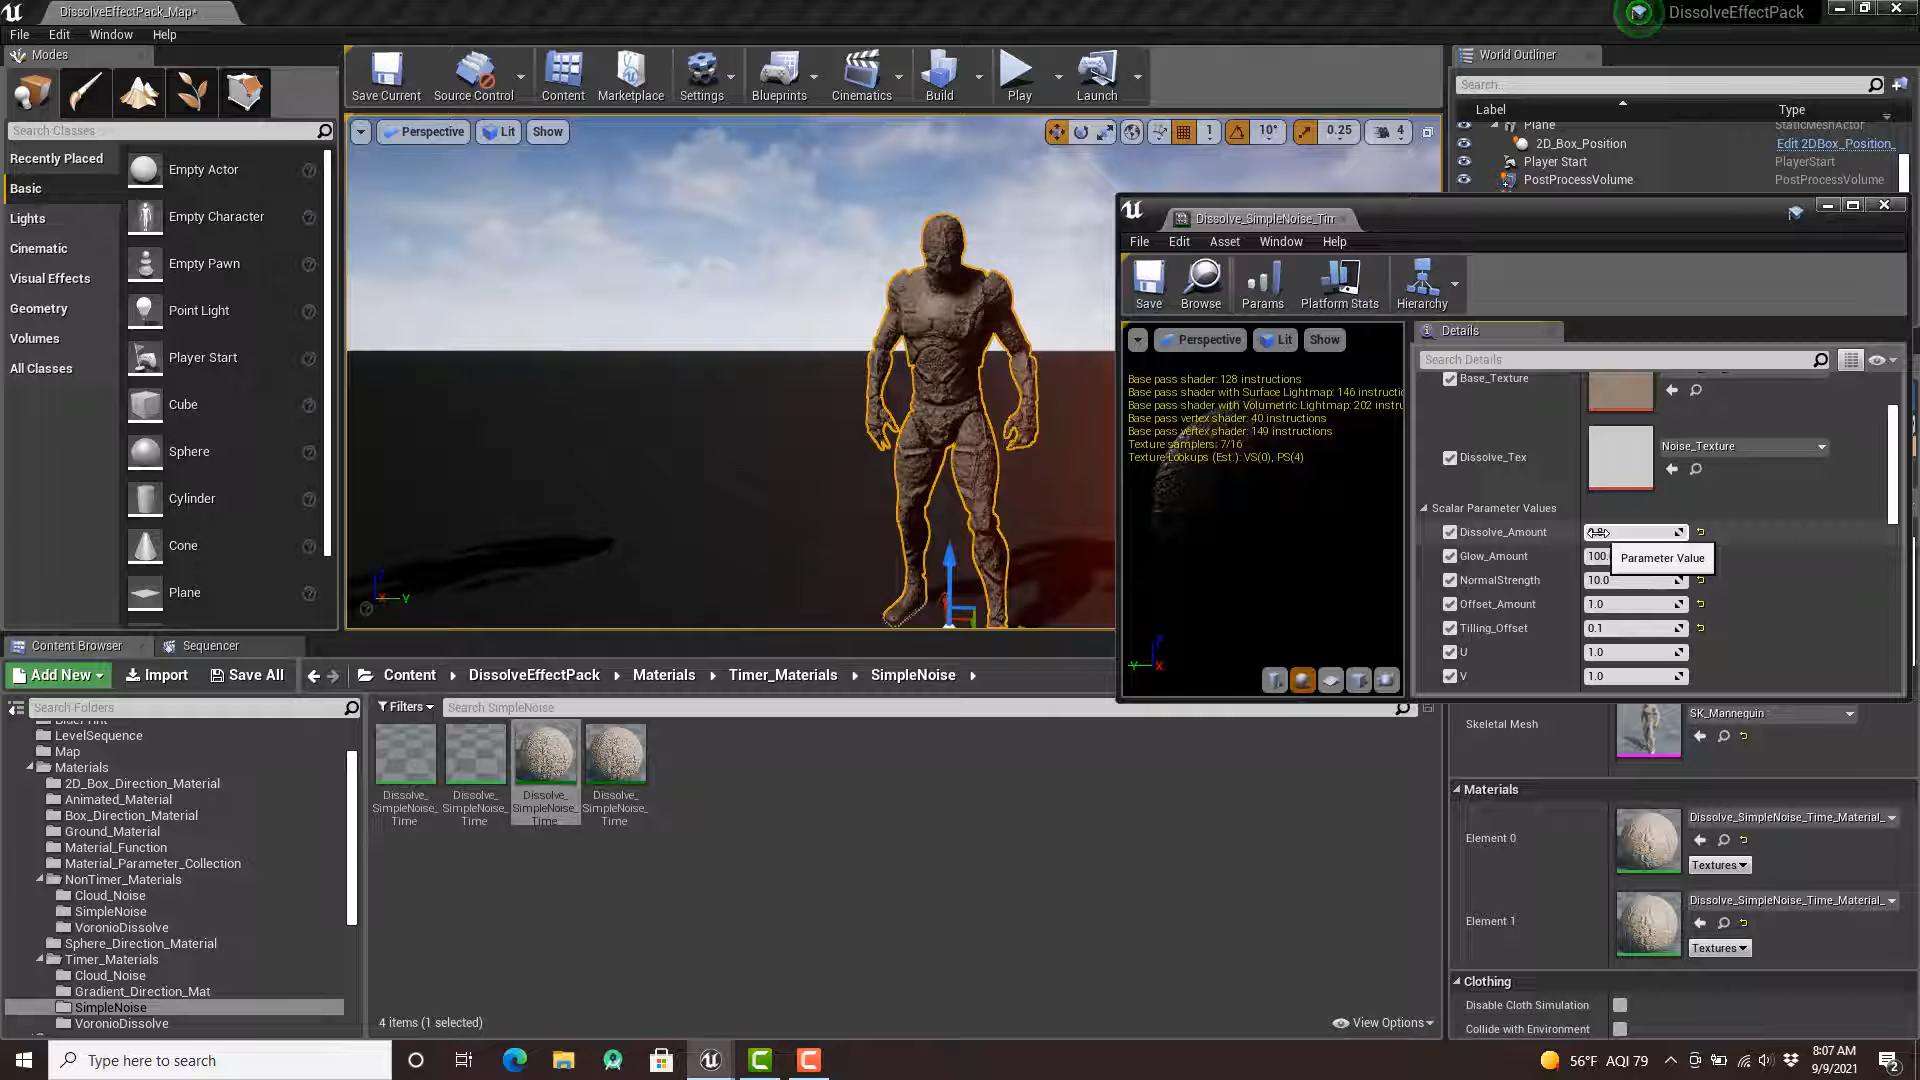 DissolveEffectPack_Map*
DissolveEffectPack
File Edit Window Help
Modes
World Outliner
Save Current
Source Control
Content
Marketplace
Settings
Blueprints
Cinematics
Build
Play
Launch
Search...
Label Type
Search Classes
Perspective Lit Show
1 10° 0.25 4
Plane StaticMeshActor
2D_Box_Position Edit 2DBox_Position_
Player Start PlayerStart
PostProcessVolume PostProcessVolume
Recently Placed
Basic
Lights
Cinematic
Visual Effects
Geometry
Volumes
All Classes
Empty Actor
Empty Character
Empty Pawn
Point Light
Player Start
Cube
Sphere
Cylinder
Cone
Plane
Dissolve_SimpleNoise_Tim
File Edit Asset Window Help
Save
Browse
Params
Platform Stats
Hierarchy
Perspective Lit Show
Base pass shader: 128 instructions
Base pass shader with Surface Lightmap: 146 instructi
Base pass shader with Volumetric Lightmap: 202 instru
Base pass vertex shader: 40 instructions
Base pass vertex shader: 149 instructions
Texture samplers: 7/16
Texture Lookups (Est.): VS(0), PS(4)
Details
Search Details
Base_Texture
Dissolve_Tex
Noise_Texture
Scalar Parameter Values
Dissolve_Amount
Glow_Amount 100.
Parameter Value
NormalStrength 10.0
Offset_Amount 1.0
Tilling_Offset 0.1
U 1.0
V 1.0
Content Browser
Sequencer
Add New
Import
Save All
Content DissolveEffectPack Materials Timer_Materials SimpleNoise
Search Folders
Filters
Search SimpleNoise
LevelSequence
Map
Materials
2D_Box_Direction_Material
Animated_Material
Box_Direction_Material
Ground_Material
Material_Function
Material_Parameter_Collection
NonTimer_Materials
Cloud_Noise
SimpleNoise
VoronioDissolve
Sphere_Direction_Material
Timer_Materials
Cloud_Noise
Gradient_Direction_Mat
SimpleNoise
VoronioDissolve
Dissolve_
SimpleNoise_
Time
Dissolve_
SimpleNoise_
Time
Dissolve_
SimpleNoise_
Time
Dissolve_
SimpleNoise_
Time
4 items (1 selected)
View Options
Skeletal Mesh
SK_Mannequin
Materials
Element 0
Dissolve_SimpleNoise_Time_Material_
Textures
Element 1
Dissolve_SimpleNoise_Time_Material_
Textures
Clothing
Disable Cloth Simulation
Collide with Environment
Type here to search
56°F AQI 79
8:07 AM
9/9/2021
2